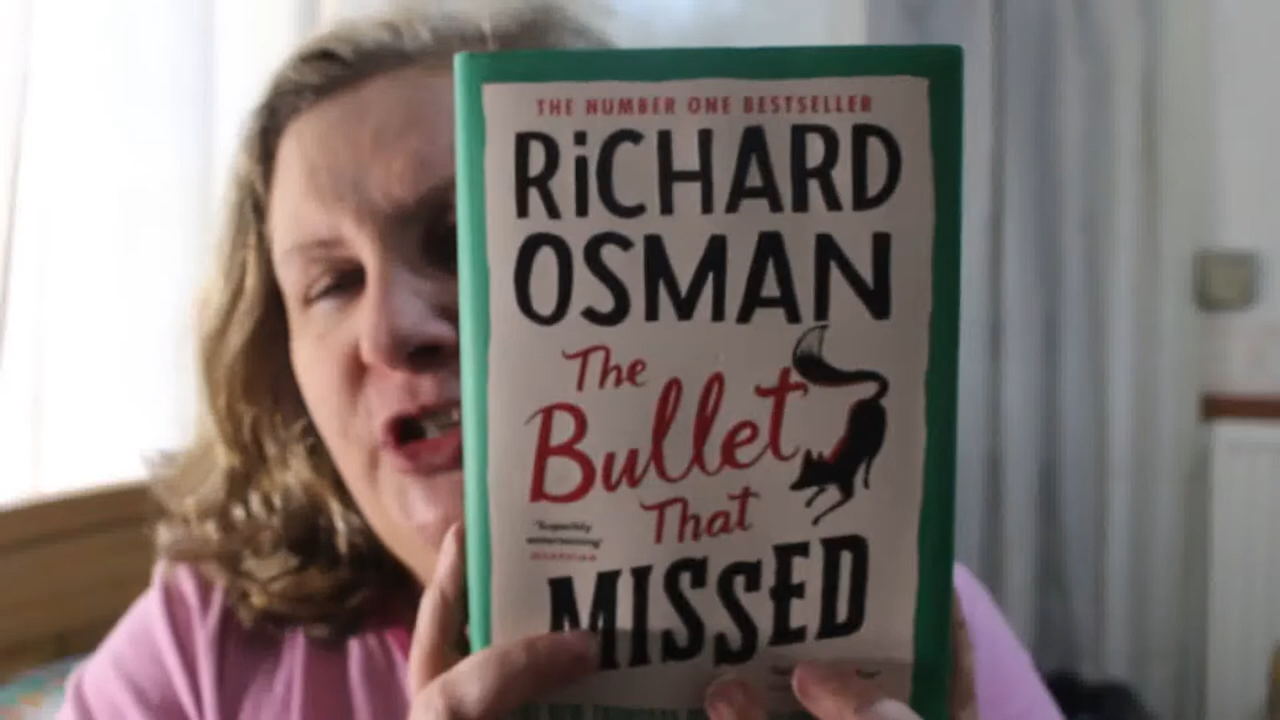 THE NUMBER ONE BESTSELLER
RiCHARD
OSMAN
The
Bullet
That
MISSED